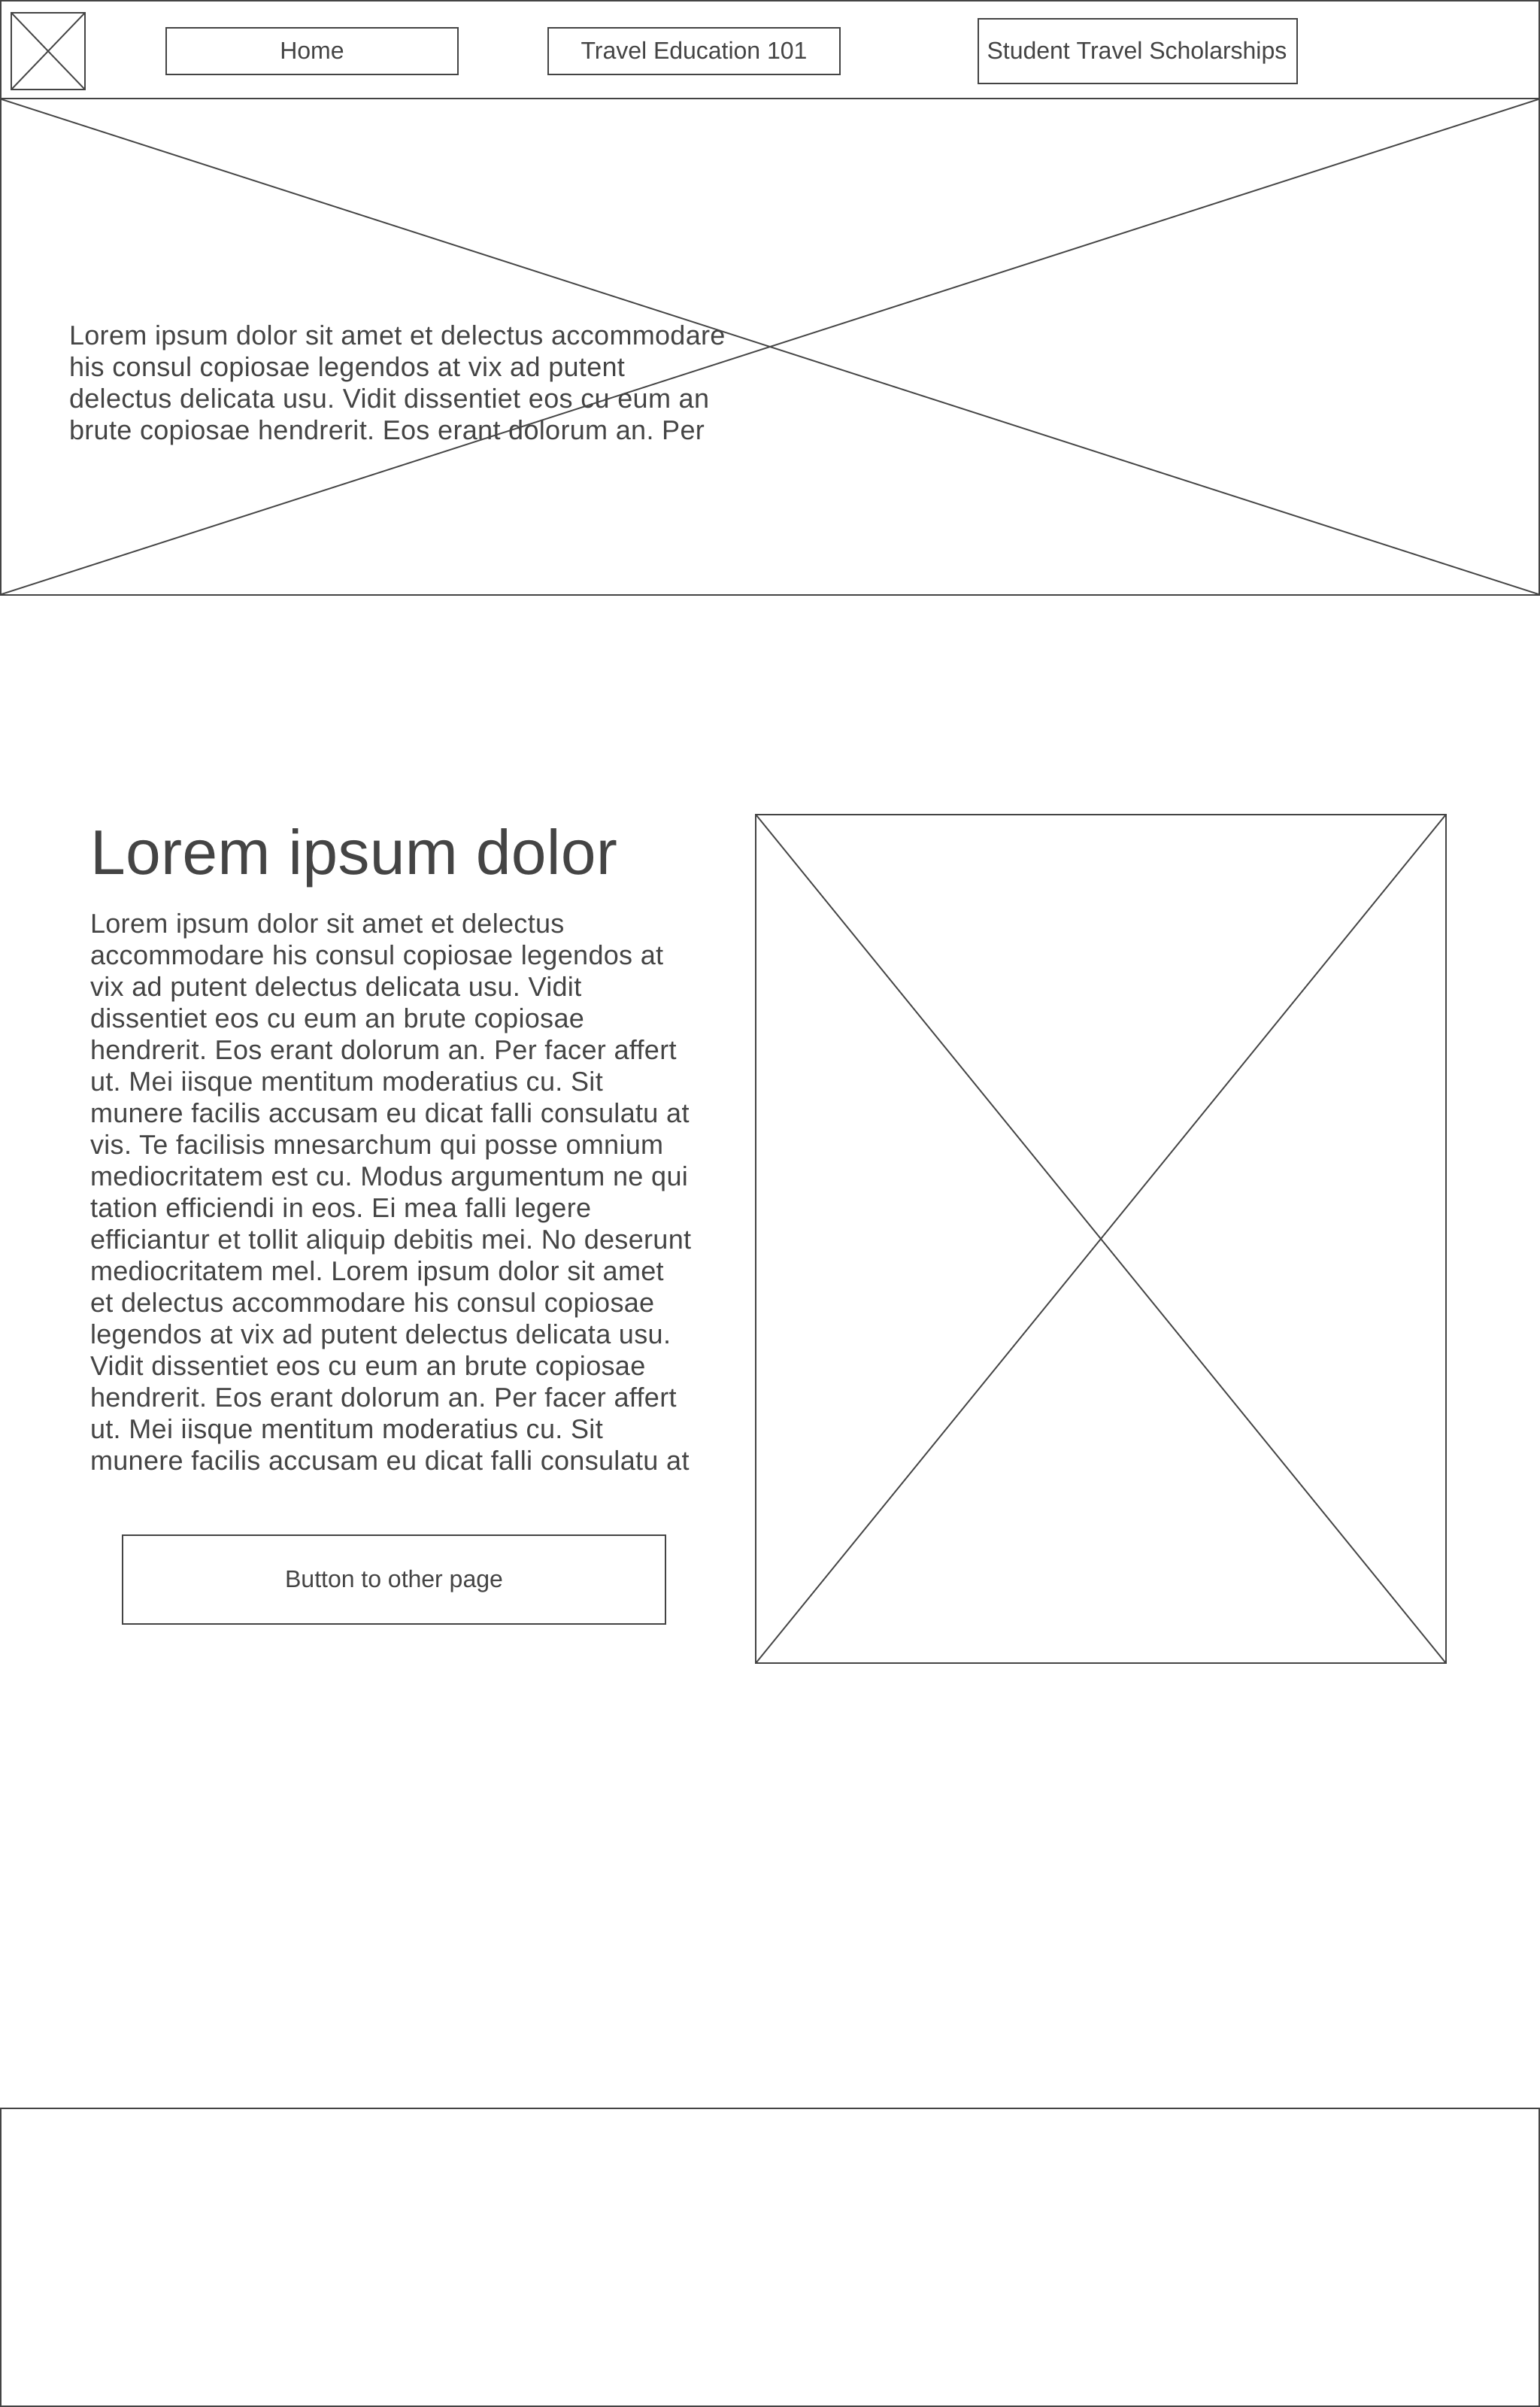 Home
Travel Education 101
Student Travel Scholarships
Lorem ipsum dolor sit amet et delectus accommodare
his consul copiosae legendos at vix ad putent
delectus delicata usu. Vidit dissentiet eos cu eum an
brute copiosae hendrerit. Eos erant dolorum an. Per
Lorem ipsum dolor
Lorem ipsum dolor sit amet et delectus
accommodare his consul copiosae legendos at
vix ad putent delectus delicata usu. Vidit
dissentiet eos cu eum an brute copiosae
hendrerit. Eos erant dolorum an. Per facer affert
ut. Mei iisque mentitum moderatius cu. Sit
munere facilis accusam eu dicat falli consulatu at
vis. Te facilisis mnesarchum qui posse omnium
mediocritatem est cu. Modus argumentum ne qui
tation efficiendi in eos. Ei mea falli legere
efficiantur et tollit aliquip debitis mei. No deserunt
mediocritatem mel. Lorem ipsum dolor sit amet
et delectus accommodare his consul copiosae
legendos at vix ad putent delectus delicata usu.
Vidit dissentiet eos cu eum an brute copiosae
hendrerit. Eos erant dolorum an. Per facer affert
ut. Mei iisque mentitum moderatius cu. Sit
munere facilis accusam eu dicat falli consulatu at
Button to other page